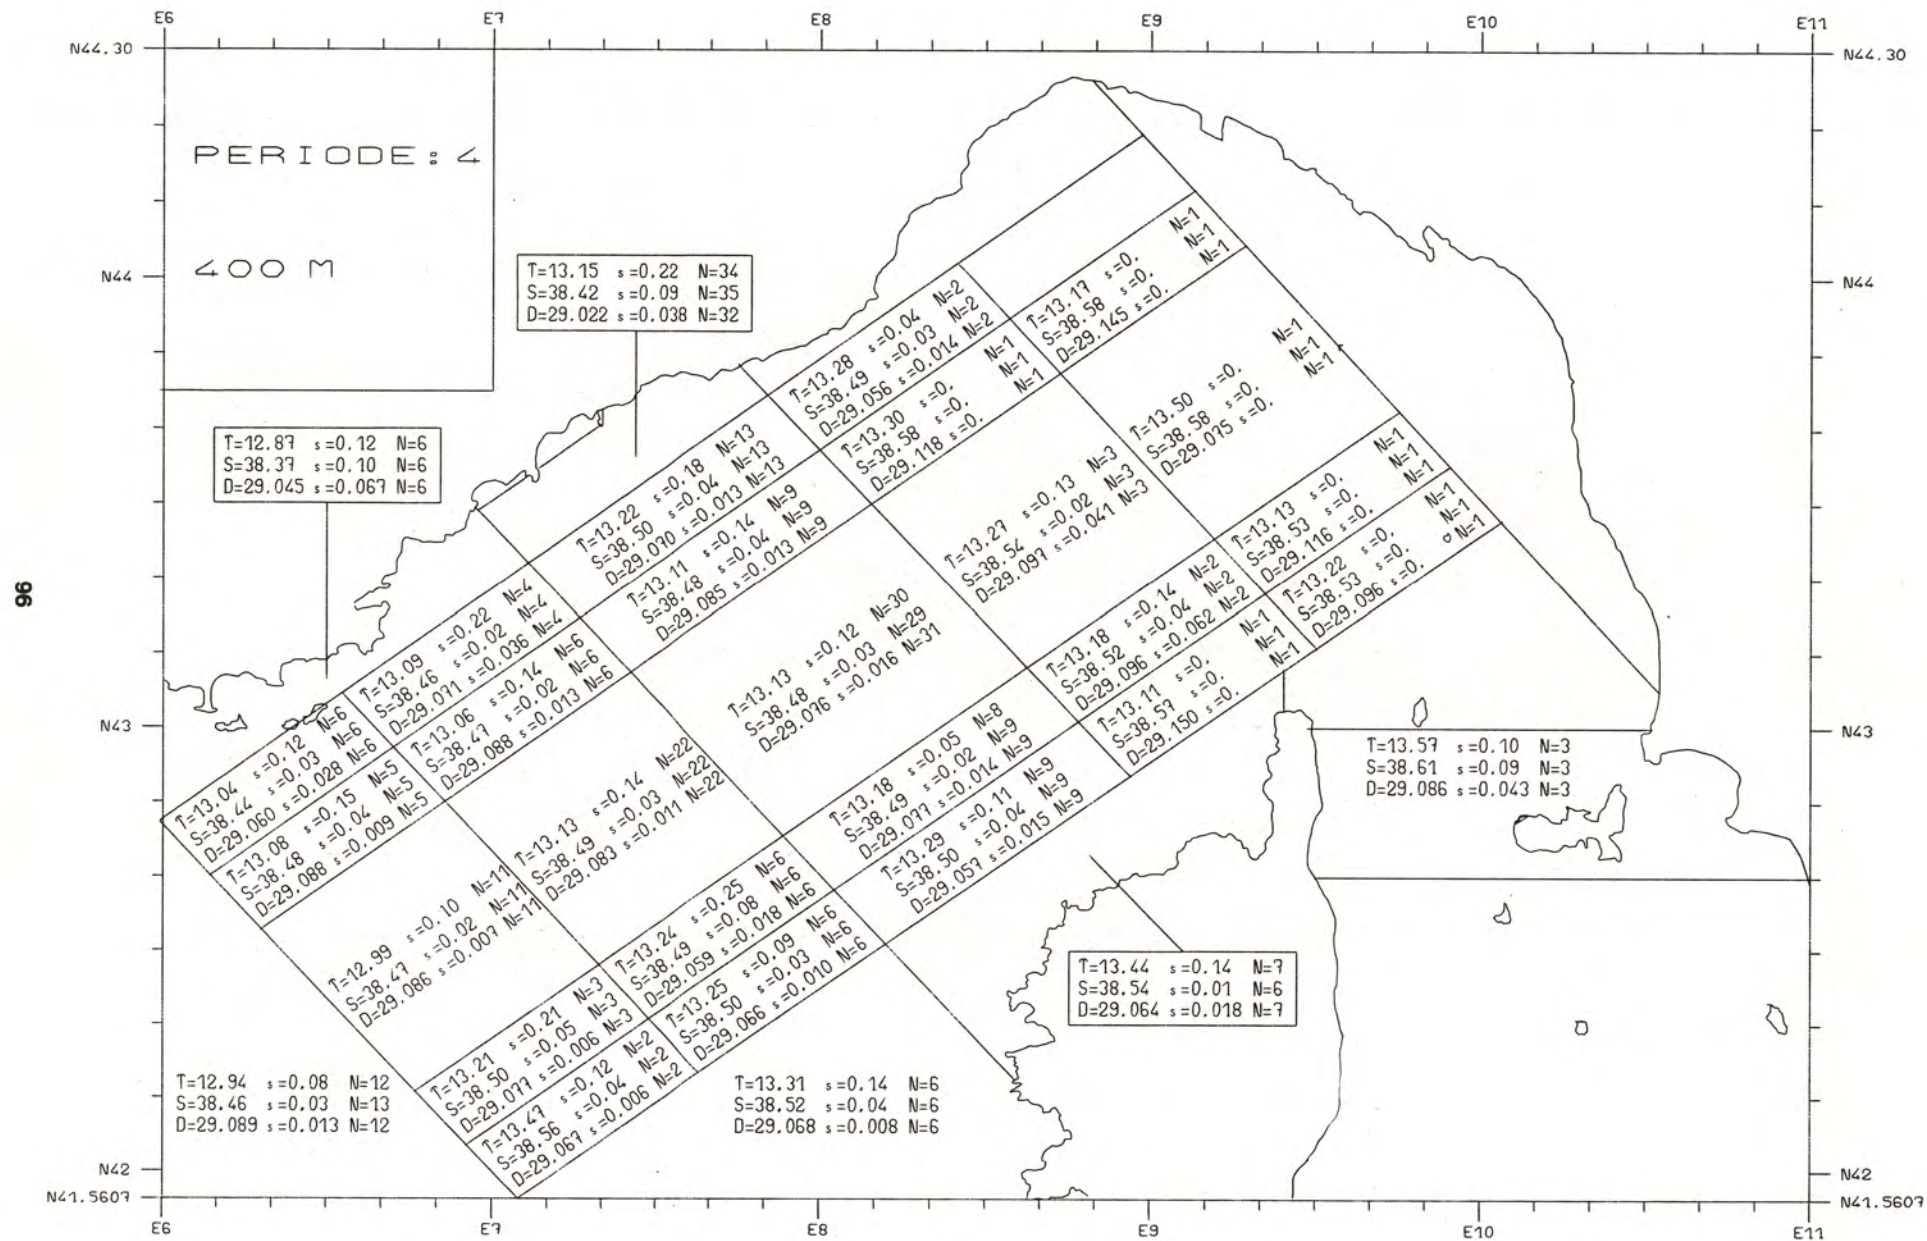 E6 E7 E8 E9 E10 E11
N44.30 N44.30
PERIODE: 4
400 M
N44 N44
T=13.15 s=0.22 N=34
S=38.42 s=0.09 N=35
D=29.022 s=0.038 N=32
T=12.87 s=0.12 N=6
S=38.37 s=0.10 N=6
D=29.045 s=0.067 N=6
T=13.17 s=0. N=1
S=38.58 s=0. N=1
D=29.145 s=0. N=1
T=13.28 s=0.04 N=2
S=38.49 s=0.03 N=2
D=29.056 s=0.014 N=2
T=13.30 s=0. N=1
S=38.58 s=0. N=1
D=29.118 s=0. N=1
T=13.50 s=0. N=1
S=38.58 s=0. N=1
D=29.075 s=0. N=1
T=13.22 s=0.18 N=13
S=38.50 s=0.04 N=13
D=29.070 s=0.013 N=13
T=13.11 s=0.14 N=9
S=38.48 s=0.04 N=9
D=29.085 s=0.013 N=9
T=13.27 s=0.13 N=3
S=38.54 s=0.02 N=3
D=29.097 s=0.041 N=3
T=13.13 s=0. N=1
S=38.53 s=0. N=1
D=29.116 s=0. N=1
T=13.22 s=0. N=1
S=38.53 s=0. N=1
D=29.096 s=0. N=1
96
T=13.09 s=0.22 N=4
S=38.46 s=0.02 N=4
D=29.071 s=0.036 N=4
T=13.06 s=0.14 N=6
S=38.47 s=0.02 N=6
D=29.088 s=0.013 N=6
T=13.13 s=0.12 N=30
S=38.48 s=0.03 N=29
D=29.076 s=0.016 N=31
T=13.18 s=0.14 N=2
S=38.52 s=0.04 N=2
D=29.096 s=0.062 N=2
T=13.11 s=0. N=1
S=38.57 s=0. N=1
D=29.150 s=0. N=1
N43 N43
T=13.04 s=0.12 N=6
S=38.44 s=0.03 N=6
D=29.060 s=0.028 N=6
T=13.08 s=0.15 N=5
S=38.48 s=0.04 N=5
D=29.088 s=0.009 N=5
T=13.13 s=0.14 N=22
S=38.49 s=0.03 N=22
D=29.083 s=0.011 N=22
T=13.18 s=0.05 N=8
S=38.49 s=0.02 N=9
D=29.077 s=0.014 N=9
T=13.29 s=0.11 N=9
S=38.50 s=0.04 N=9
D=29.057 s=0.015 N=9
T=13.57 s=0.10 N=3
S=38.61 s=0.09 N=3
D=29.086 s=0.043 N=3
T=12.99 s=0.10 N=11
S=38.47 s=0.02 N=11
D=29.086 s=0.007 N=11
T=13.24 s=0.25 N=6
S=38.49 s=0.08 N=6
D=29.059 s=0.018 N=6
T=13.25 s=0.09 N=6
S=38.50 s=0.03 N=6
D=29.066 s=0.010 N=6
T=13.44 s=0.14 N=7
S=38.54 s=0.01 N=6
D=29.064 s=0.018 N=7
T=13.21 s=0.21 N=3
S=38.50 s=0.05 N=3
D=29.077 s=0.006 N=3
T=13.47 s=0.12 N=2
S=38.56 s=0.04 N=2
D=29.067 s=0.006 N=2
T=12.94 s=0.08 N=12
S=38.46 s=0.03 N=13
D=29.089 s=0.013 N=12
T=13.31 s=0.14 N=6
S=38.52 s=0.04 N=6
D=29.068 s=0.008 N=6
N42 N42
N41.5607 N41.5607
E6 E7 E8 E9 E10 E11